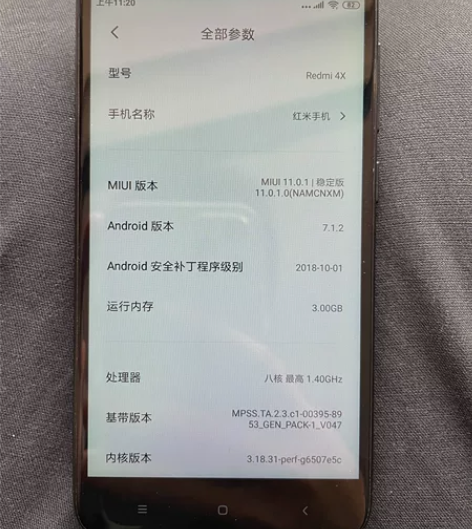 上午11:20
82
全部参数
型号 Redmi 4X
手机名称 红米手机
MIUI 版本 MIUI 11.0.1 | 稳定版
11.0.1.0(NAMCNXM)
Android 版本 7.1.2
Android 安全补丁程序级别 2018-10-01
运行内存 3.00GB
处理器 八核 最高 1.40GHz
基带版本 MPSS.TA.2.3.c1-00395-89
53_GEN_PACK-1_V047
内核版本 3.18.31-perf-g6507e5c